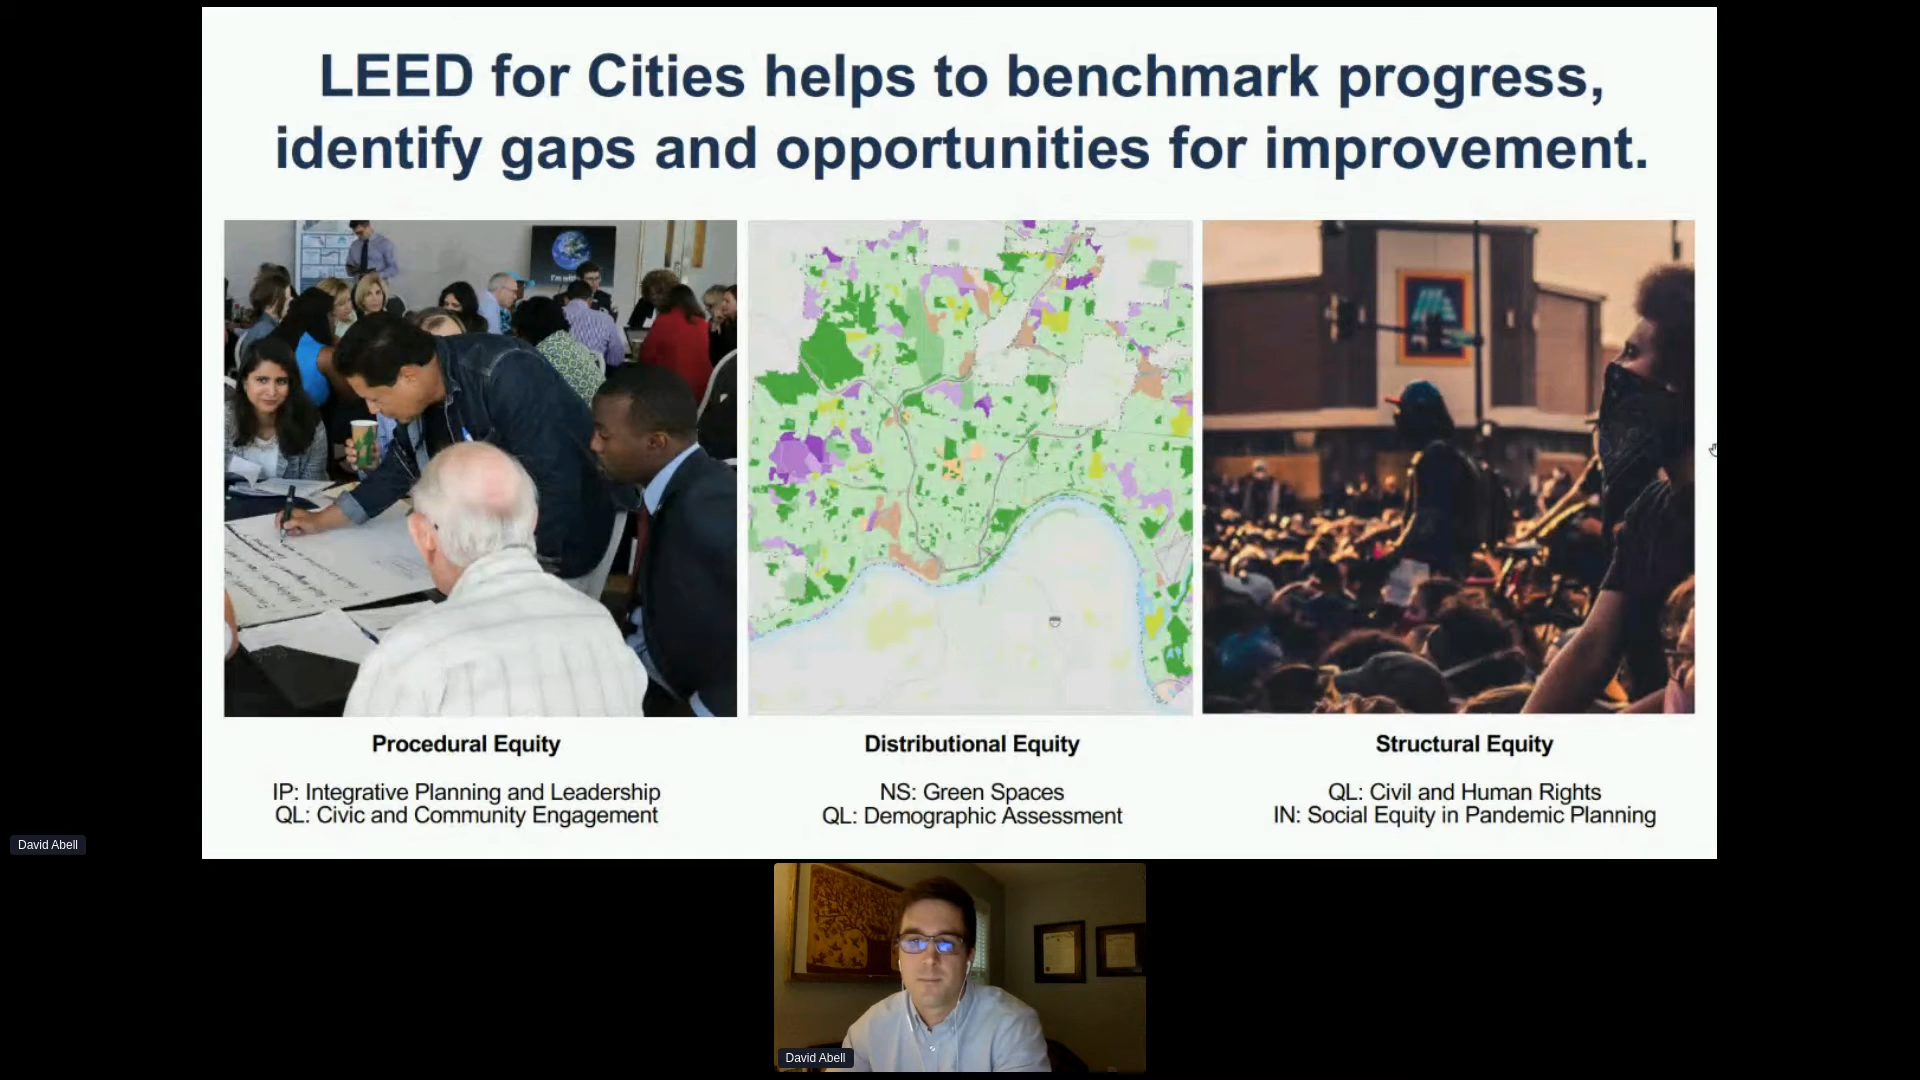 LEED for Cities helps to benchmark progress,
identify gaps and opportunities for improvement.
Procedural Equity
IP: Integrative Planning and Leadership
QL: Civic and Community Engagement
Distributional Equity
NS: Green Spaces
QL: Demographic Assessment
Structural Equity
QL: Civil and Human Rights
IN: Social Equity in Pandemic Planning
David Abell
David Abell